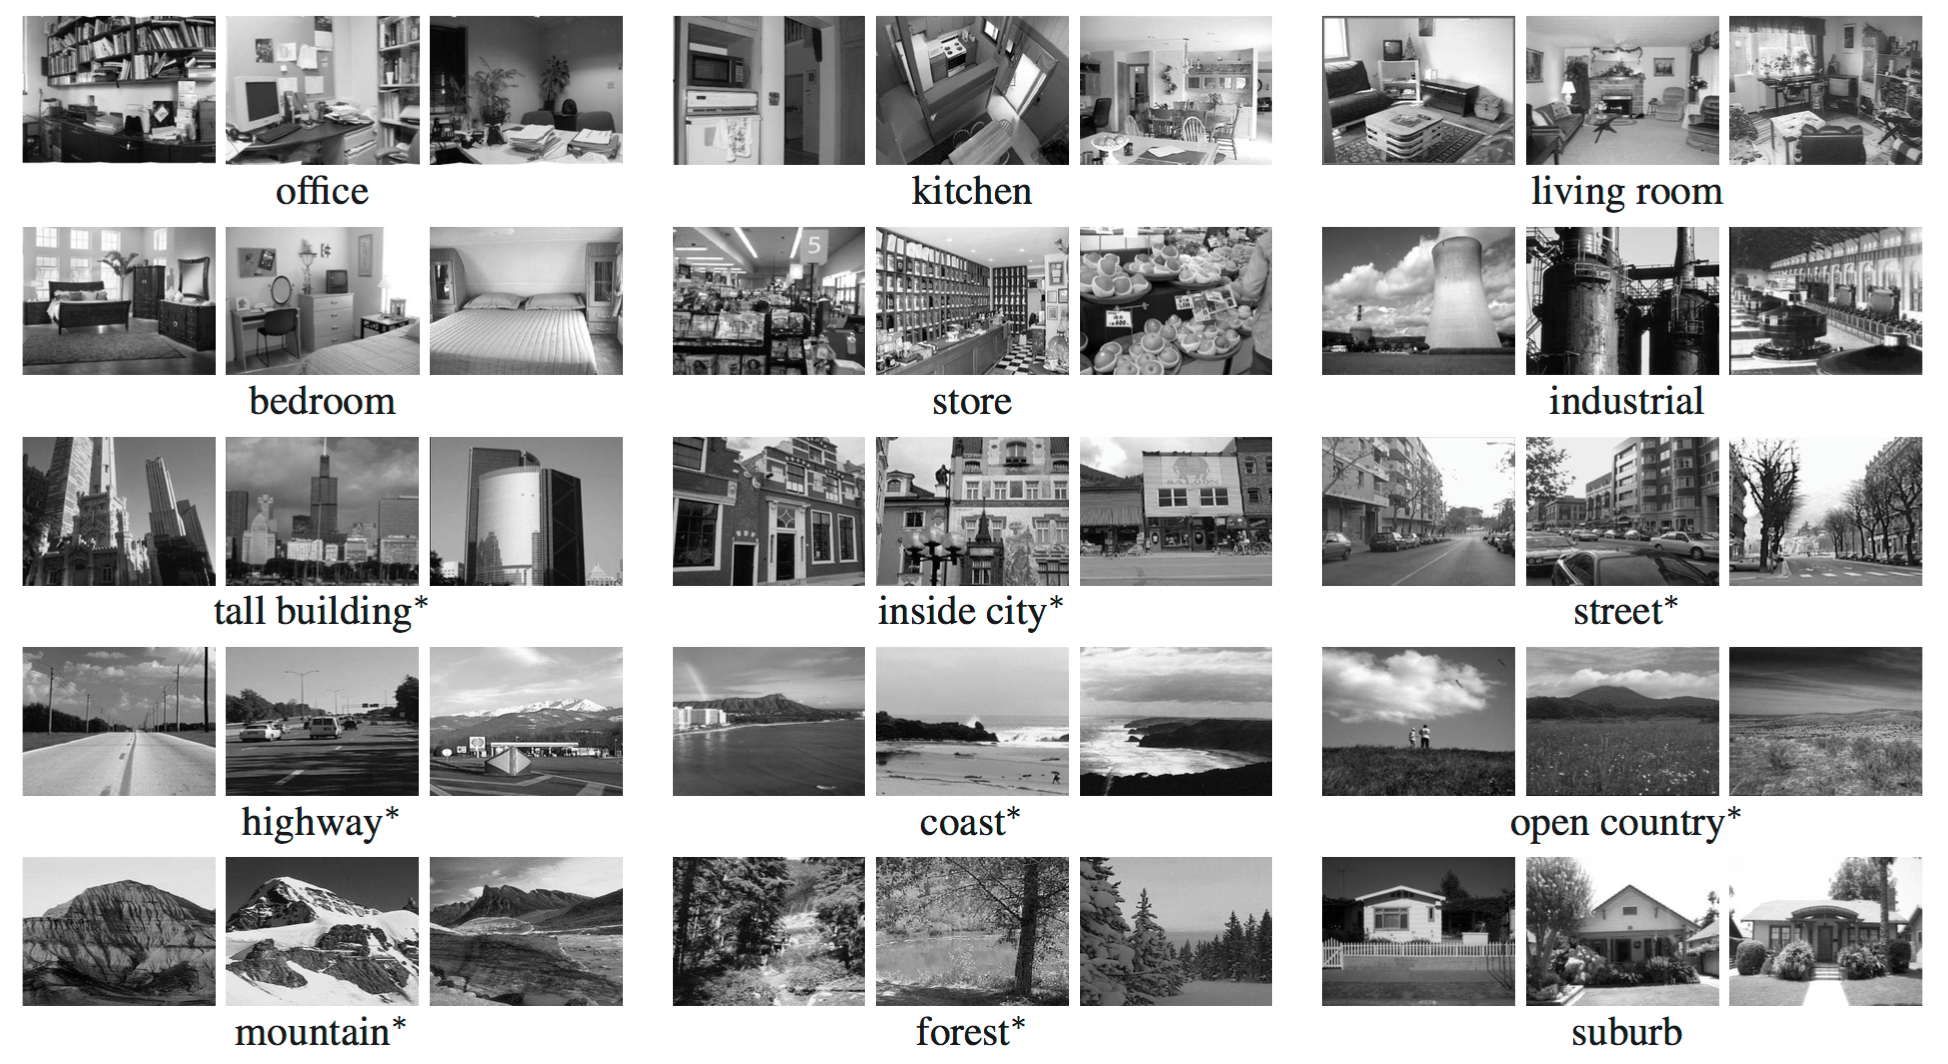 office
kitchen
living room
5
bedroom
store
industrial
tall building*
inside city*
street*
highway*
coast*
open country*
mountain*
forest*
suburb